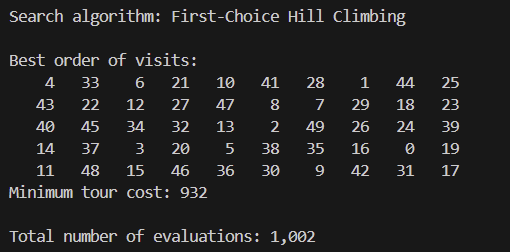 Search algorithm: First-Choice Hill Climbing
Best order of visits:
4 33 6 21 10 41 28 1 44 25
43 22 12 27 47 8 7 29 18 23
40 45 34 32 13 2 49 26 24 39
14 37 3 20 5 38 35 16 0 19
11 48 15 46 36 30 9 42 31 17
Minimum tour cost: 932
Total number of evaluations: 1,002